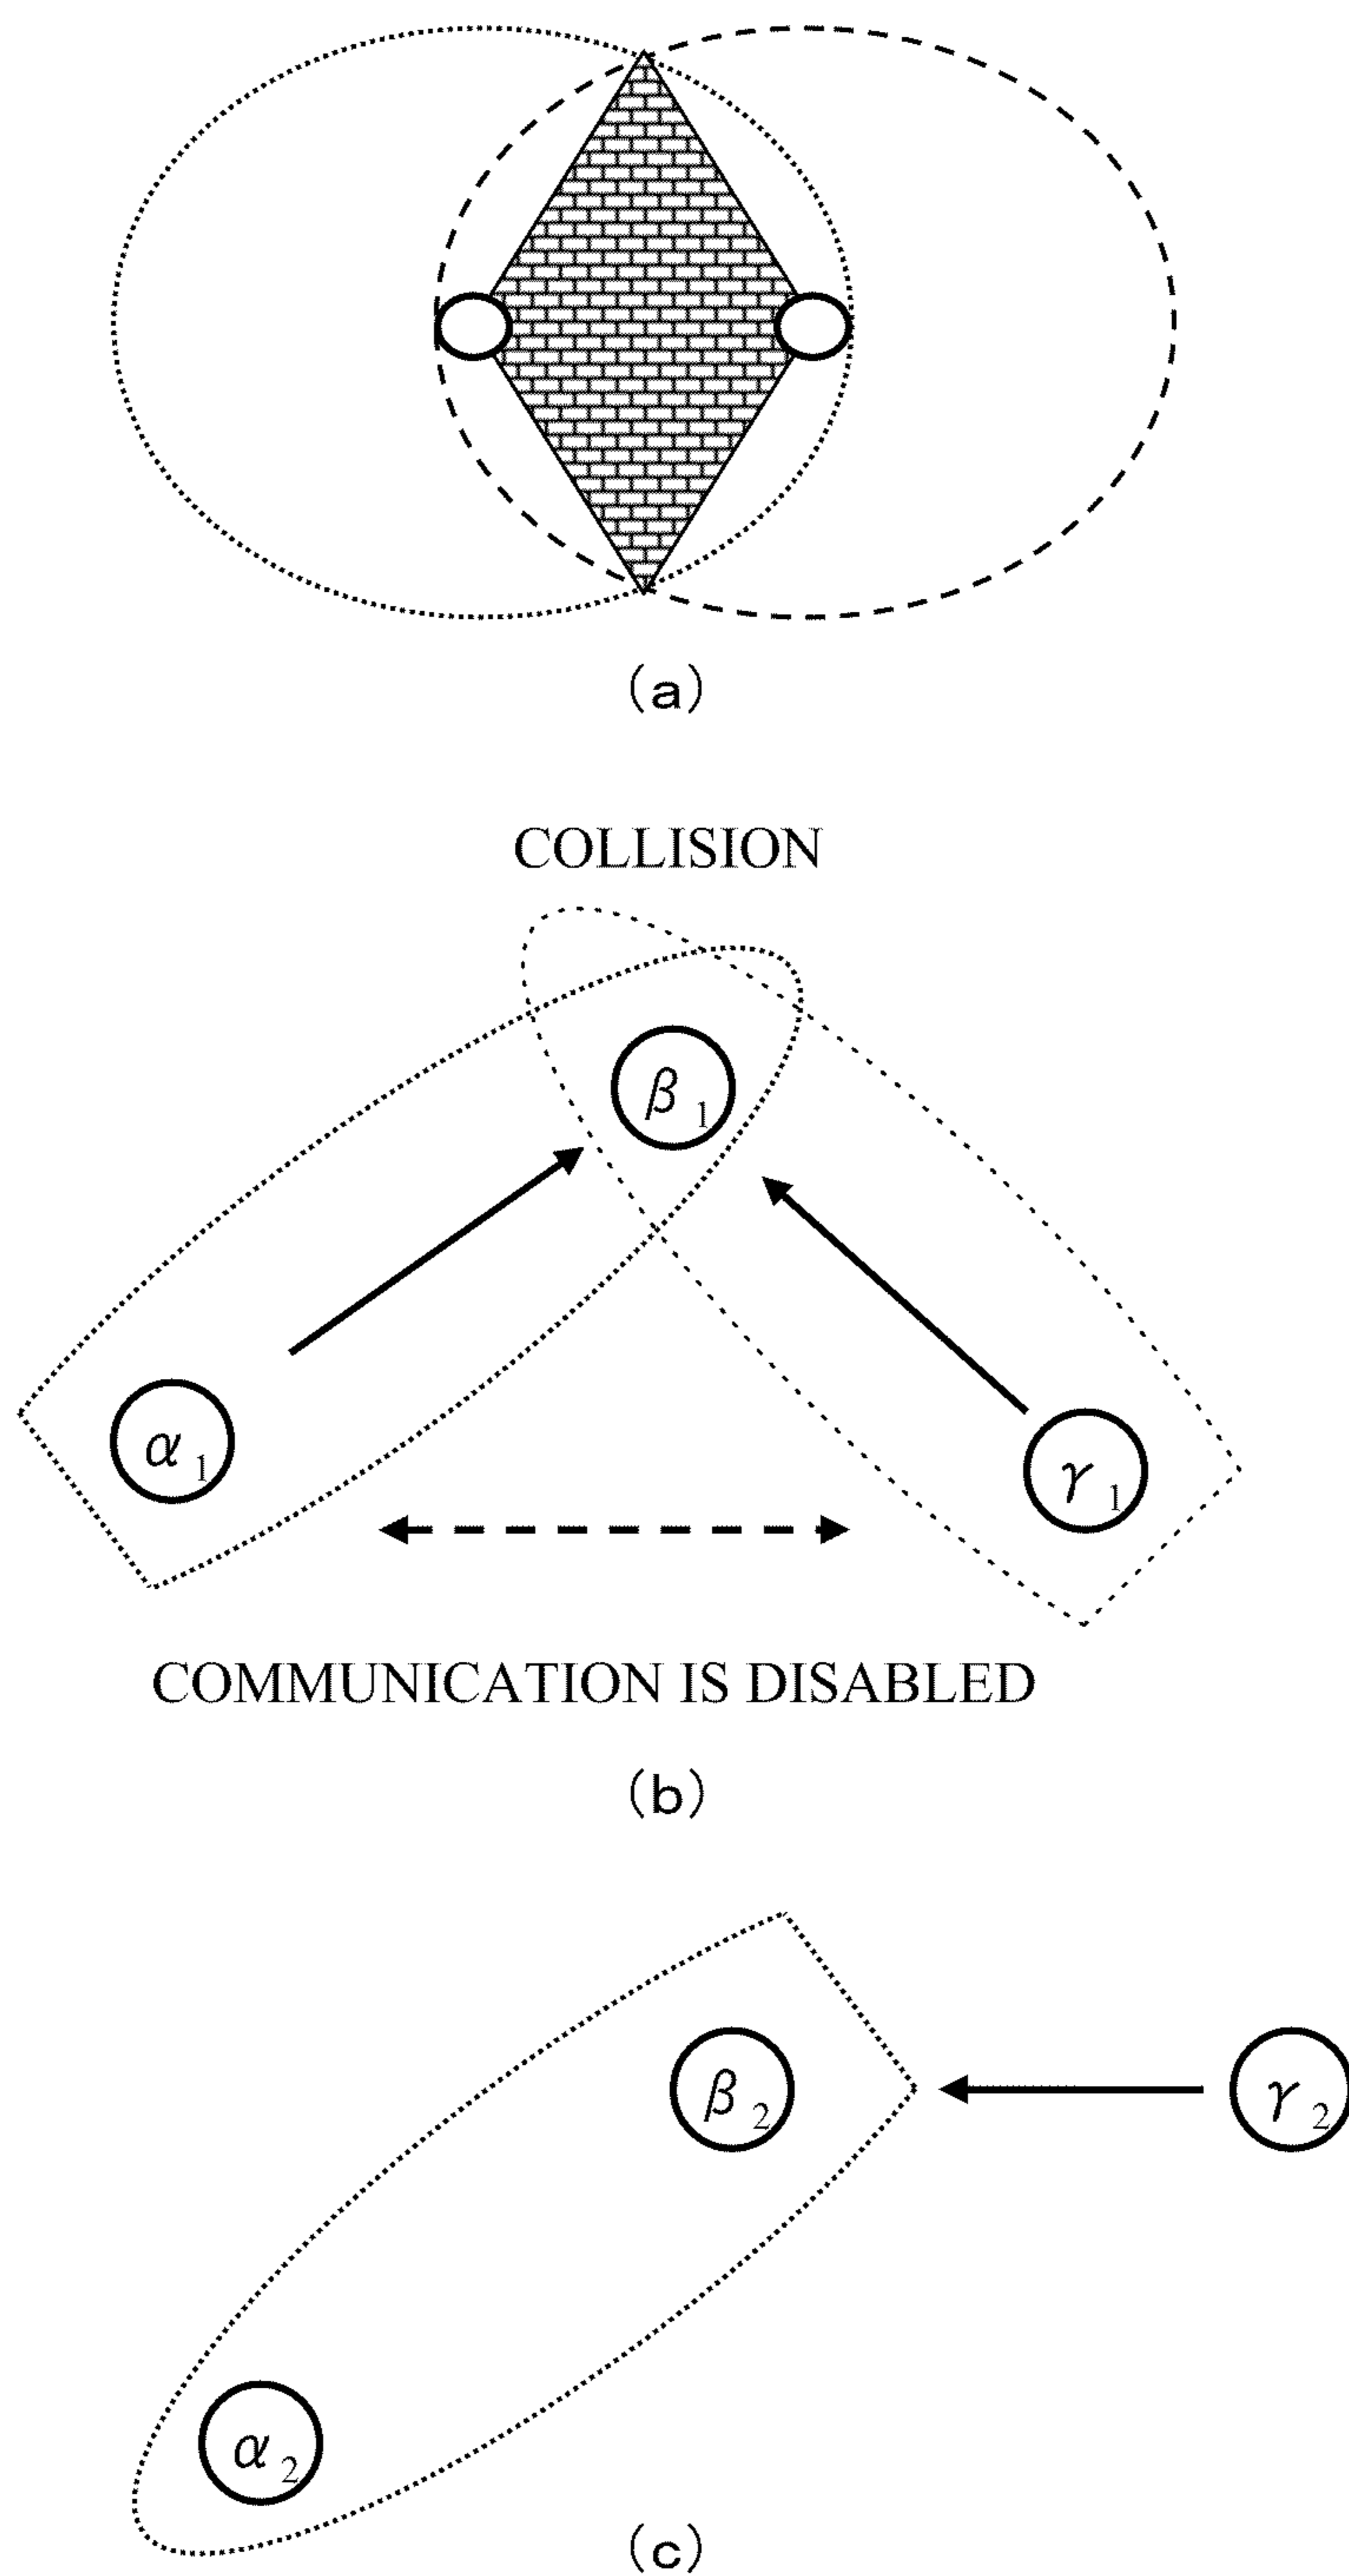 (a)
COLLISION
β₁
α₁
γ₁
COMMUNICATION IS DISABLED
(b)
β₂
γ₂
α₂
(c)